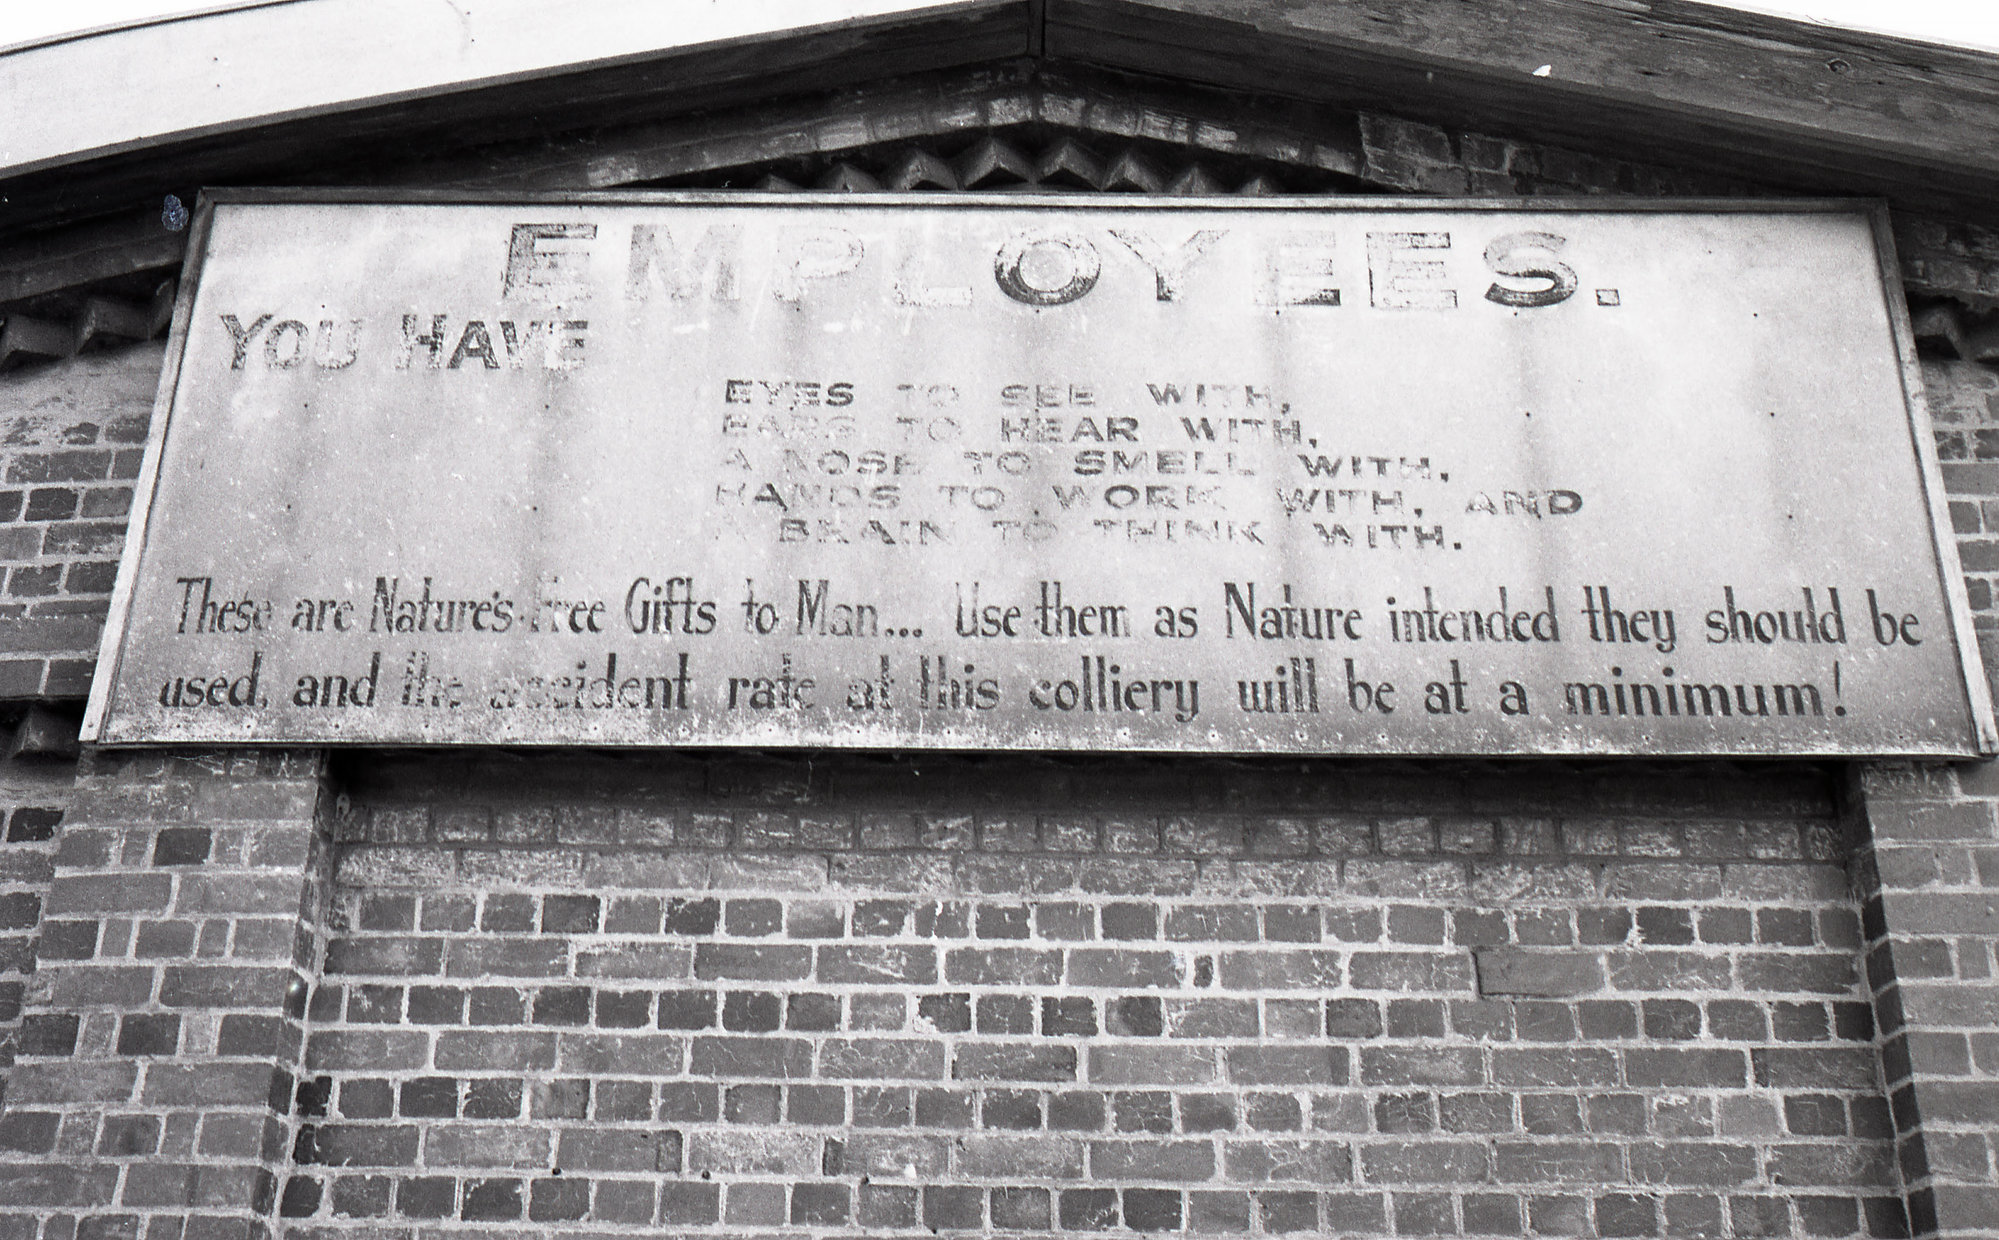 EMPLOYEES.
YOU HAVE
EYES TO SEE WITH,
EARS TO HEAR WITH,
A NOSE TO SMELL WITH,
HANDS TO WORK WITH, AND
A BRAIN TO THINK WITH.
These are Nature's Free Gifts to Man... Use them as Nature intended they should be
used, and the accident rate at this colliery will be at a minimum!